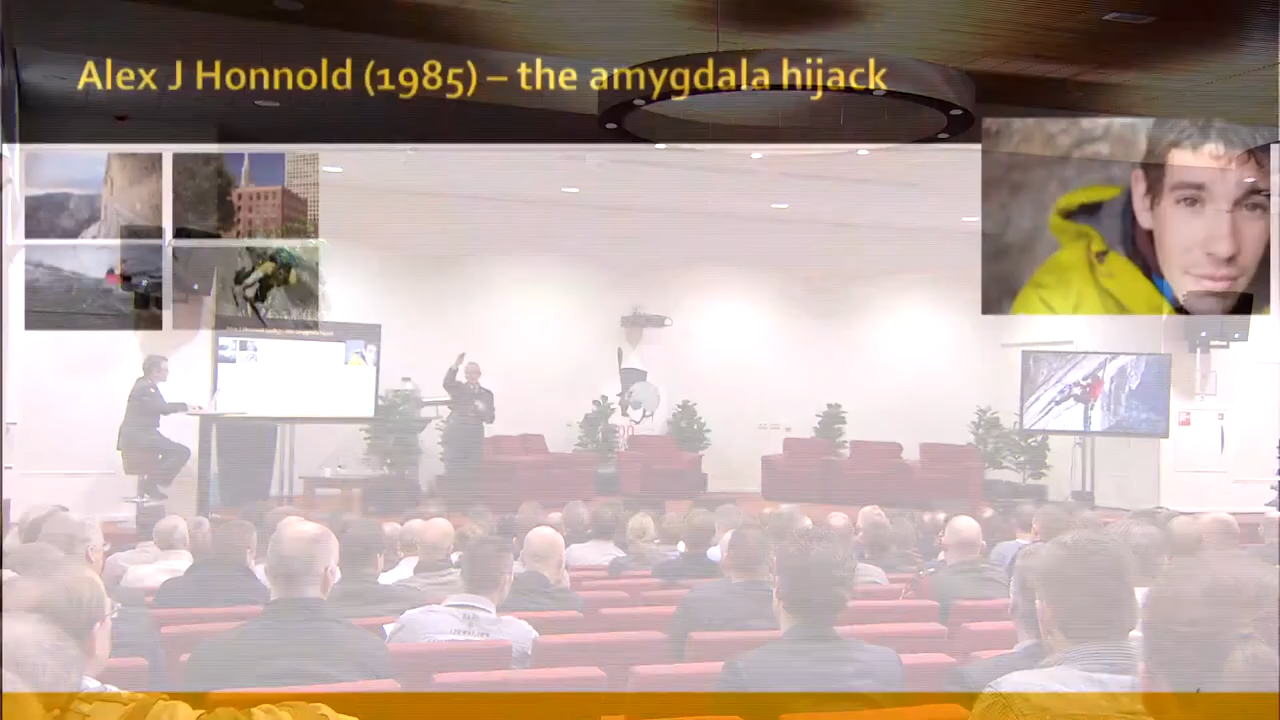 Alex J Honnold (1985) – the amygdala hijack